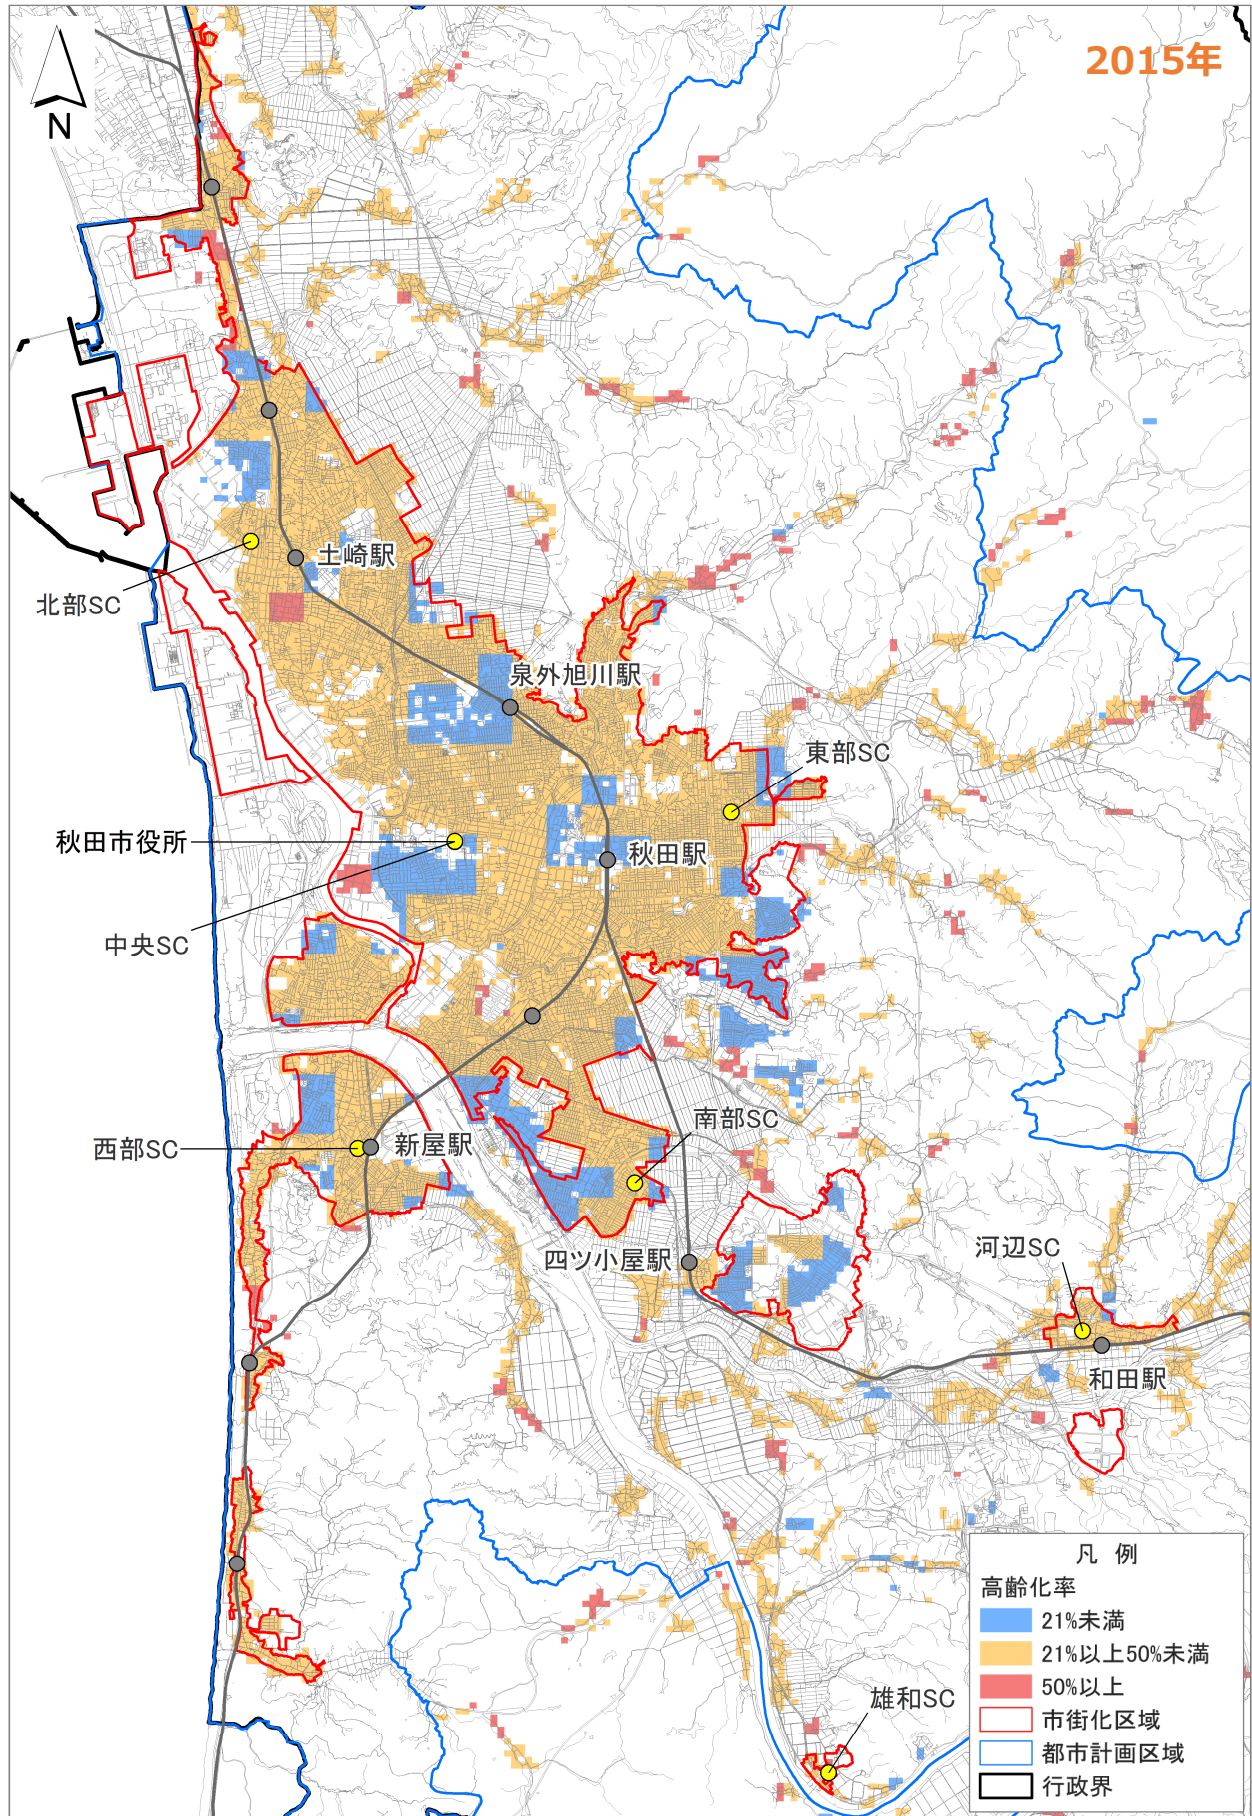 2015年
N
土崎駅
北部SC
泉外旭川駅
東部SC
秋田市役所
秋田駅
中央SC
南部SC
西部SC
新屋駅
四ツ小屋駅
河辺SC
和田駅
雄和SC
凡 例
高齢化率
21%未満
21%以上50%未満
50%以上
市街化区域
都市計画区域
行政界